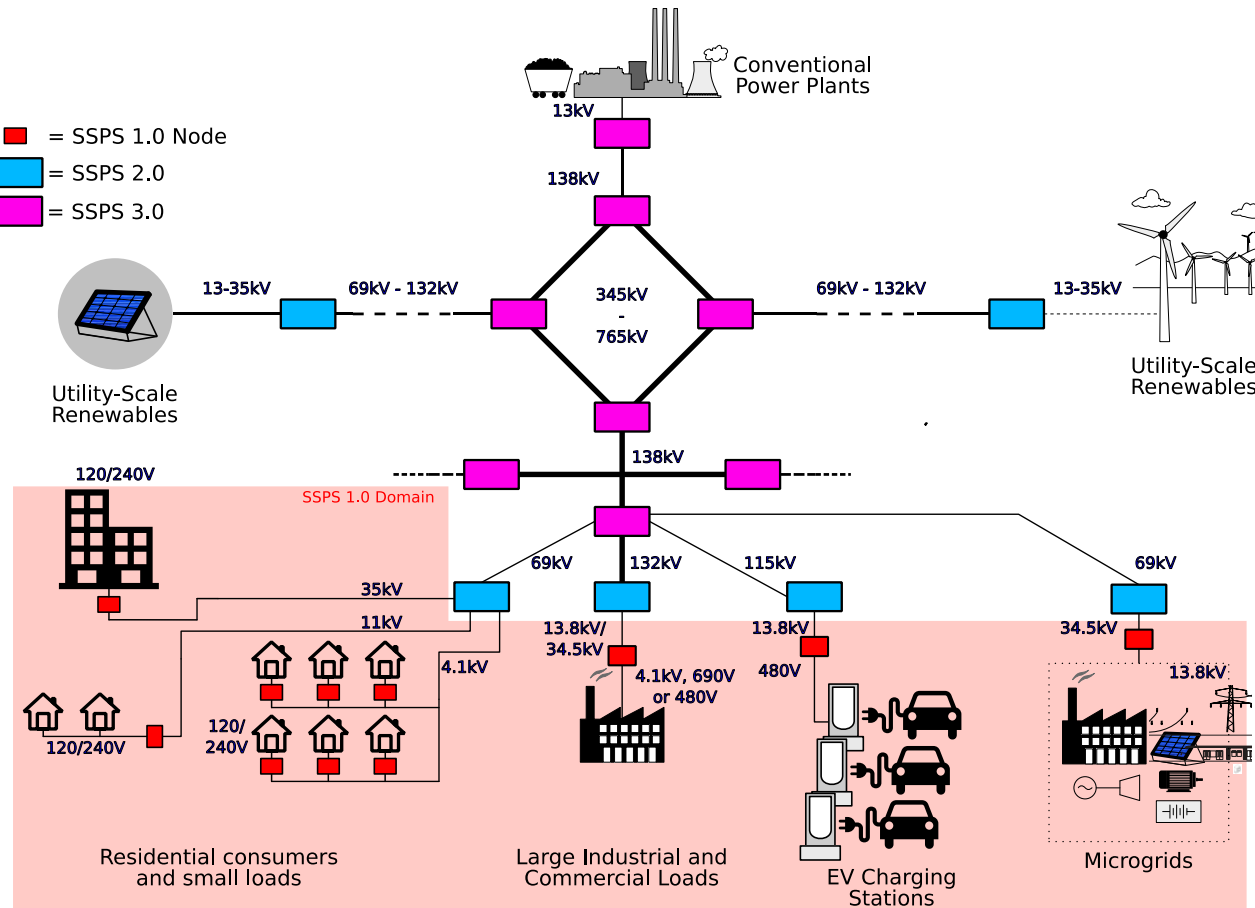 Conventional
Power Plants
13kV
= SSPS 1.0 Node
= SSPS 2.0
= SSPS 3.0
138kV
13-35kV
69kV - 132kV
345kV
-
765kV
69kV - 132kV
13-35kV
Utility-Scale
Renewables
Utility-Scale
Renewables
138kV
120/240V
SSPS 1.0 Domain
69kV
132kV
115kV
69kV
35kV
11kV
4.1kV
13.8kV/
34.5kV
13.8kV
34.5kV
480V
4.1kV, 690V
or 480V
13.8kV
120/
240V
120/240V
Residential consumers
and small loads
Large Industrial and
Commercial Loads
EV Charging
Stations
Microgrids